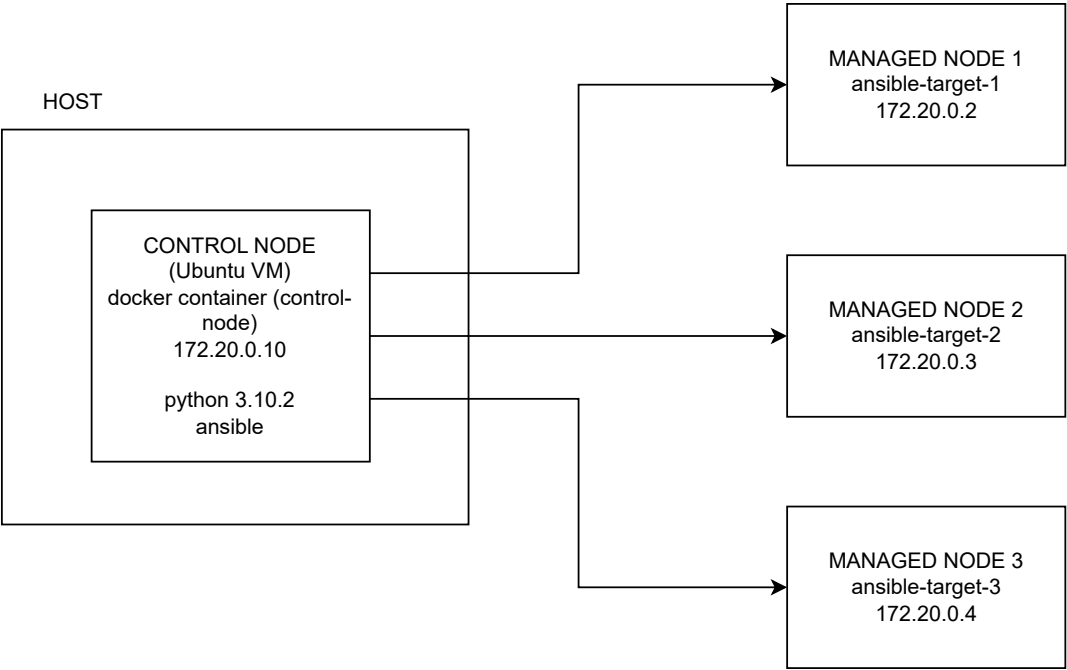 HOST
CONTROL NODE
(Ubuntu VM)
docker container (control-
node)
172.20.0.10
python 3.10.2
ansible
MANAGED NODE 1
ansible-target-1
172.20.0.2
MANAGED NODE 2
ansible-target-2
172.20.0.3
MANAGED NODE 3
ansible-target-3
172.20.0.4